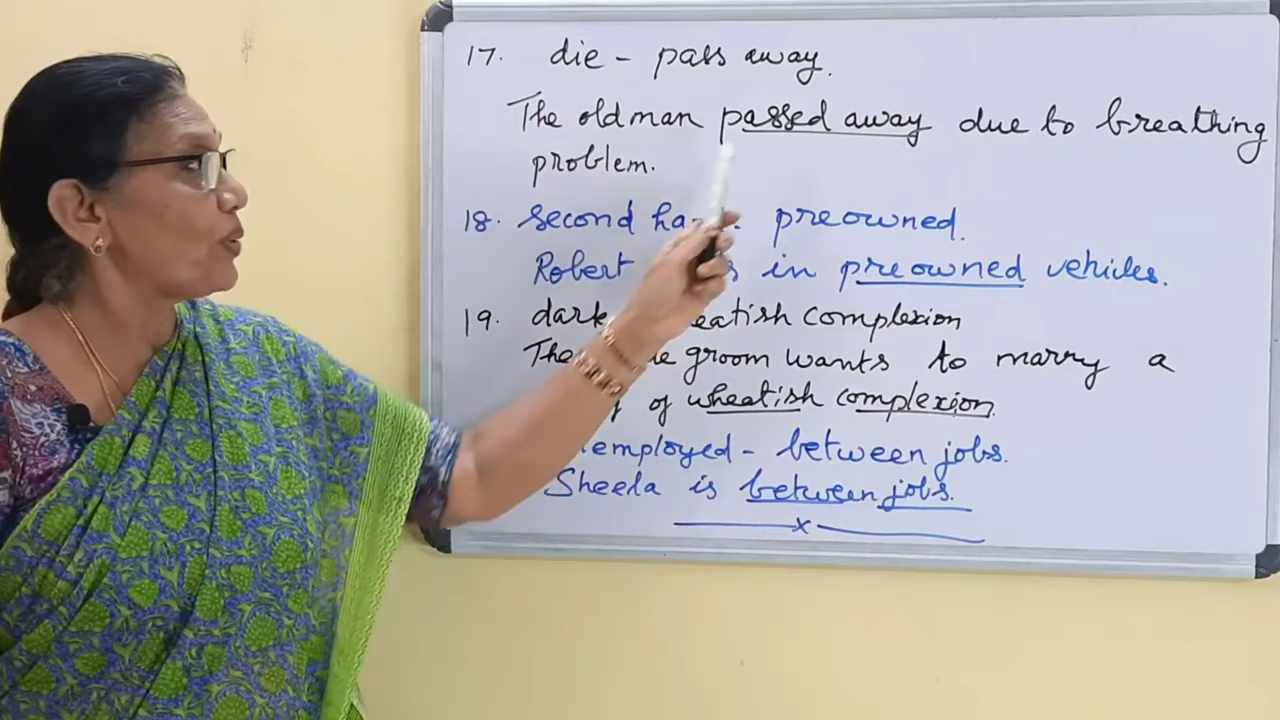 17. die - pass away.
The old man passed away due to breathing
problem.
18. second preowned.
Robert in preowned vehicles.
19. dark complexion
The groom wants to marry a
of wheatish complexion.
employed - between jobs.
Sheela is between jobs.
x